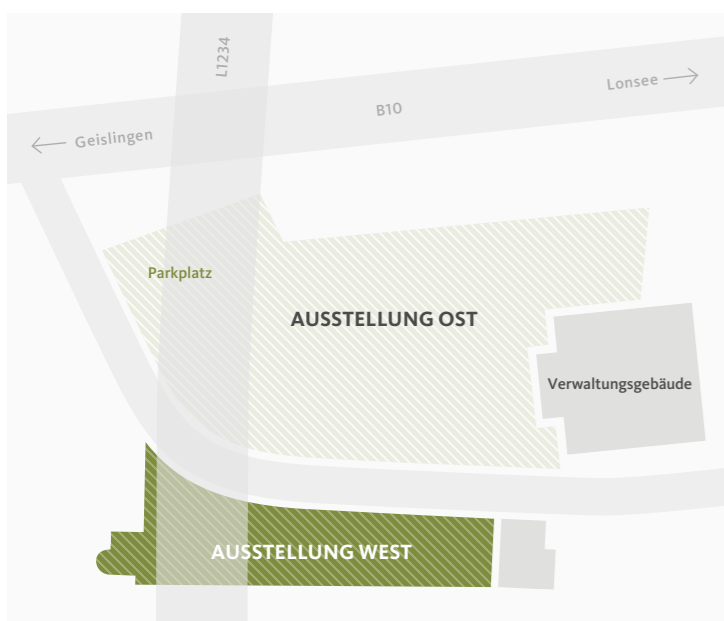 L1234
Lonsee
B10
Geislingen
Parkplatz
AUSSTELLUNG OST
Verwaltungsgebäude
AUSSTELLUNG WEST